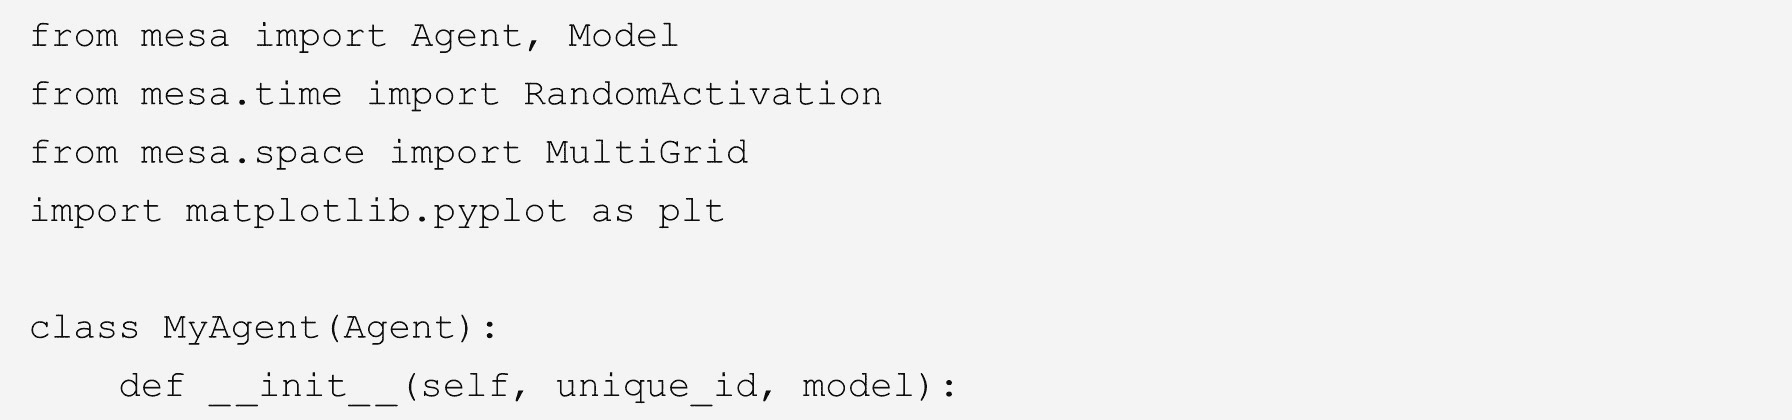 from mesa import Agent, Model
from mesa.time import RandomActivation
from mesa.space import MultiGrid
import matplotlib.pyplot as plt
class MyAgent(Agent):
    def __init__(self, unique_id, model):